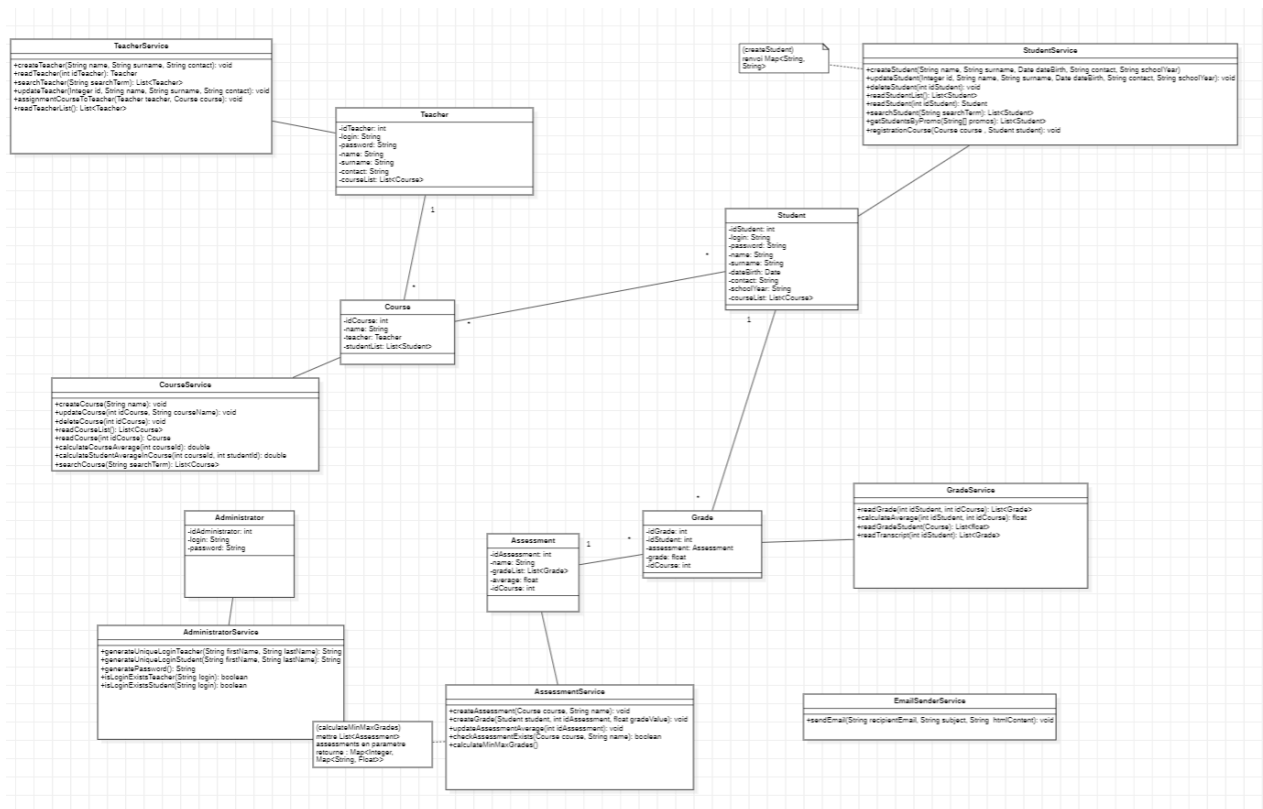 TeacherService
+createTeacher(String name, String surname, String contact): void
+readTeacher(int idTeacher): Teacher
+searchTeacher(String searchTerm): List<Teacher>
+updateTeacher(Integer id, String name, String surname, String contact): void
+assignmentCourseToTeacher(Teacher teacher, Course course): void
+readTeacherList(): List<Teacher>
(createStudent)
renvoi Map<String,
String>
StudentService
+createStudent(String name, String surname, Date dateBirth, String contact, String schoolYear)
+updateStudent(Integer id, String name, String surname, Date dateBirth, String contact, String schoolYear): void
+deleteStudent(int idStudent): void
+readStudentList(): List<Student>
+readStudent(int idStudent): Student
+searchStudent(String searchTerm): List<Student>
+getStudentsByPromo(String[] promos): List<Student>
+registrationCourse(Course course , Student student): void
Teacher
-idTeacher: int
-login: String
-password: String
-name: String
-surname: String
-contact: String
-courseList: List<Course>
1
*
Student
-idStudent: int
-login: String
-password: String
-name: String
-surname: String
-dateBirth: Date
-contact: String
-schoolYear: String
-courseList: List<Course>
*
*
1
Course
-idCourse: int
-name: String
-teacher: Teacher
-studentList: List<Student>
CourseService
+createCourse(String name): void
+updateCourse(int idCourse, String courseName): void
+deleteCourse(int idCourse): void
+readCourseList(): List<Course>
+readCourse(int idCourse): Course
+calculateCourseAverage(int courseId): double
+calculateStudentAverageInCourse(int courseId, int studentId): double
+searchCourse(String searchTerm): List<Course>
Administrator
-idAdministrator: int
-login: String
-password: String
Assessment
-idAssessment: int
-name: String
-gradeList: List<Grade>
-average: float
-idCourse: int
1
*
*
Grade
-idGrade: int
-idStudent: int
-assessment: Assessment
-grade: float
-idCourse: int
GradeService
+readGrade(int idStudent, int idCourse): List<Grade>
+calculateAverage(int idStudent, int idCourse): float
+readGradeStudent(Course): List<float>
+readTranscript(int idStudent): List<Grade>
AdministratorService
+generateUniqueLoginTeacher(String firstName, String lastName): String
+generateUniqueLoginStudent(String firstName, String lastName): String
+generatePassword(): String
+isLoginExistsTeacher(String login): boolean
+isLoginExistsStudent(String login): boolean
(calculateMinMaxGrades)
mettre List<Assessment>
assessments en parametre
retourne : Map<Integer,
Map<String, Float>>
AssessmentService
+createAssessment(Course course, String name): void
+createGrade(Student student, int idAssessment, float gradeValue): void
+updateAssessmentAverage(int idAssessment): void
+checkAssessmentExists(Course course, String name): boolean
+calculateMinMaxGrades()
EmailSenderService
+sendEmail(String recipientEmail, String subject, String htmlContent): void